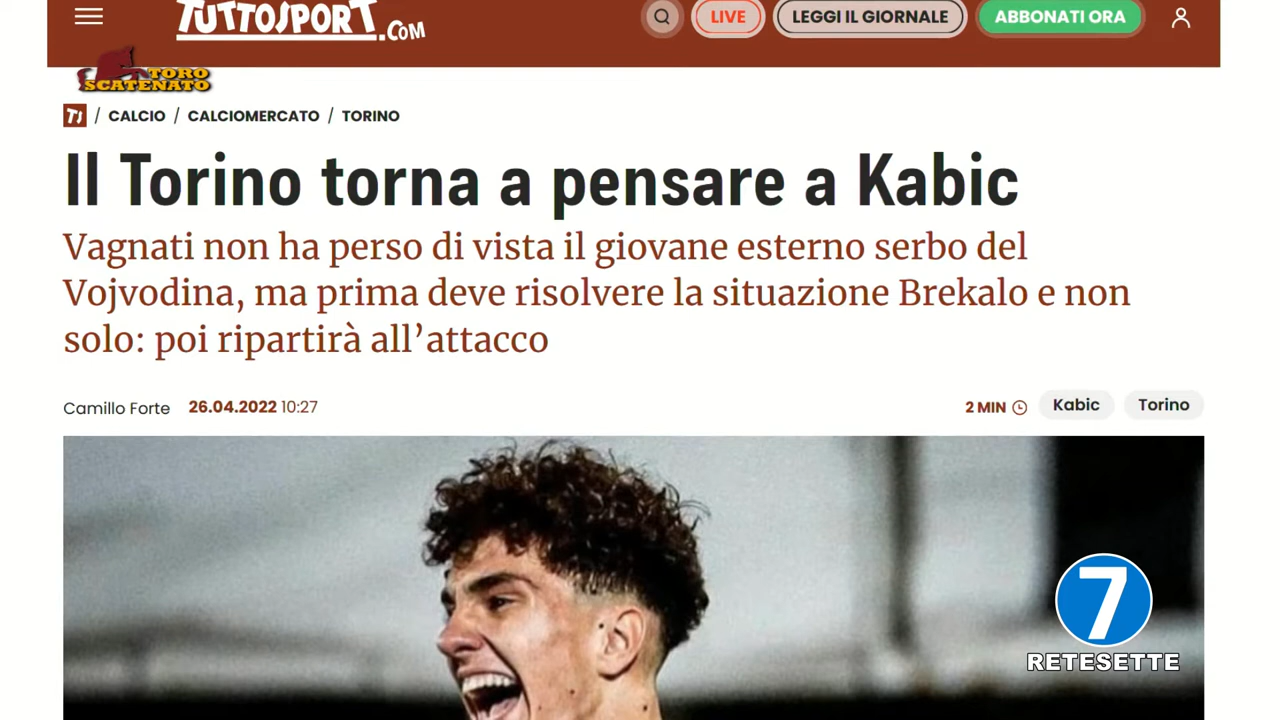 TUTTOSPORT.COM
LIVE
LEGGI IL GIORNALE
ABBONATI ORA
TORO
SCATENATO
TJ / CALCIO / CALCIOMERCATO / TORINO
Il Torino torna a pensare a Kabic
Vagnati non ha perso di vista il giovane esterno serbo del
Vojvodina, ma prima deve risolvere la situazione Brekalo e non
solo: poi ripartirà all’attacco
Camillo Forte 26.04.2022 10:27
2 MIN
Kabic
Torino
7
RETESETTE